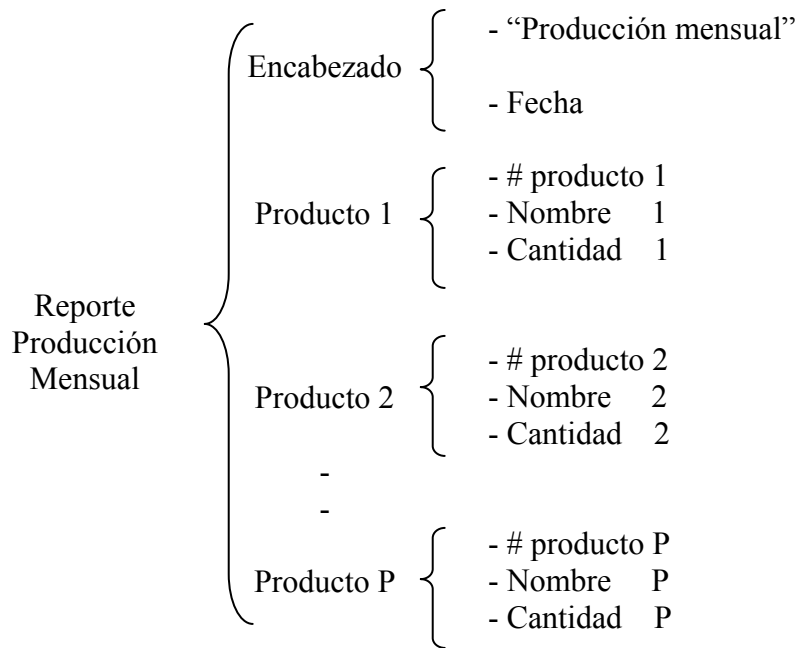 - “Producción mensual”
Encabezado
- Fecha
- # producto 1
Producto 1
- Nombre 1
- Cantidad 1
Reporte
Producción
Mensual
- # producto 2
Producto 2
- Nombre 2
- Cantidad 2
-
-
- # producto P
Producto P
- Nombre P
- Cantidad P